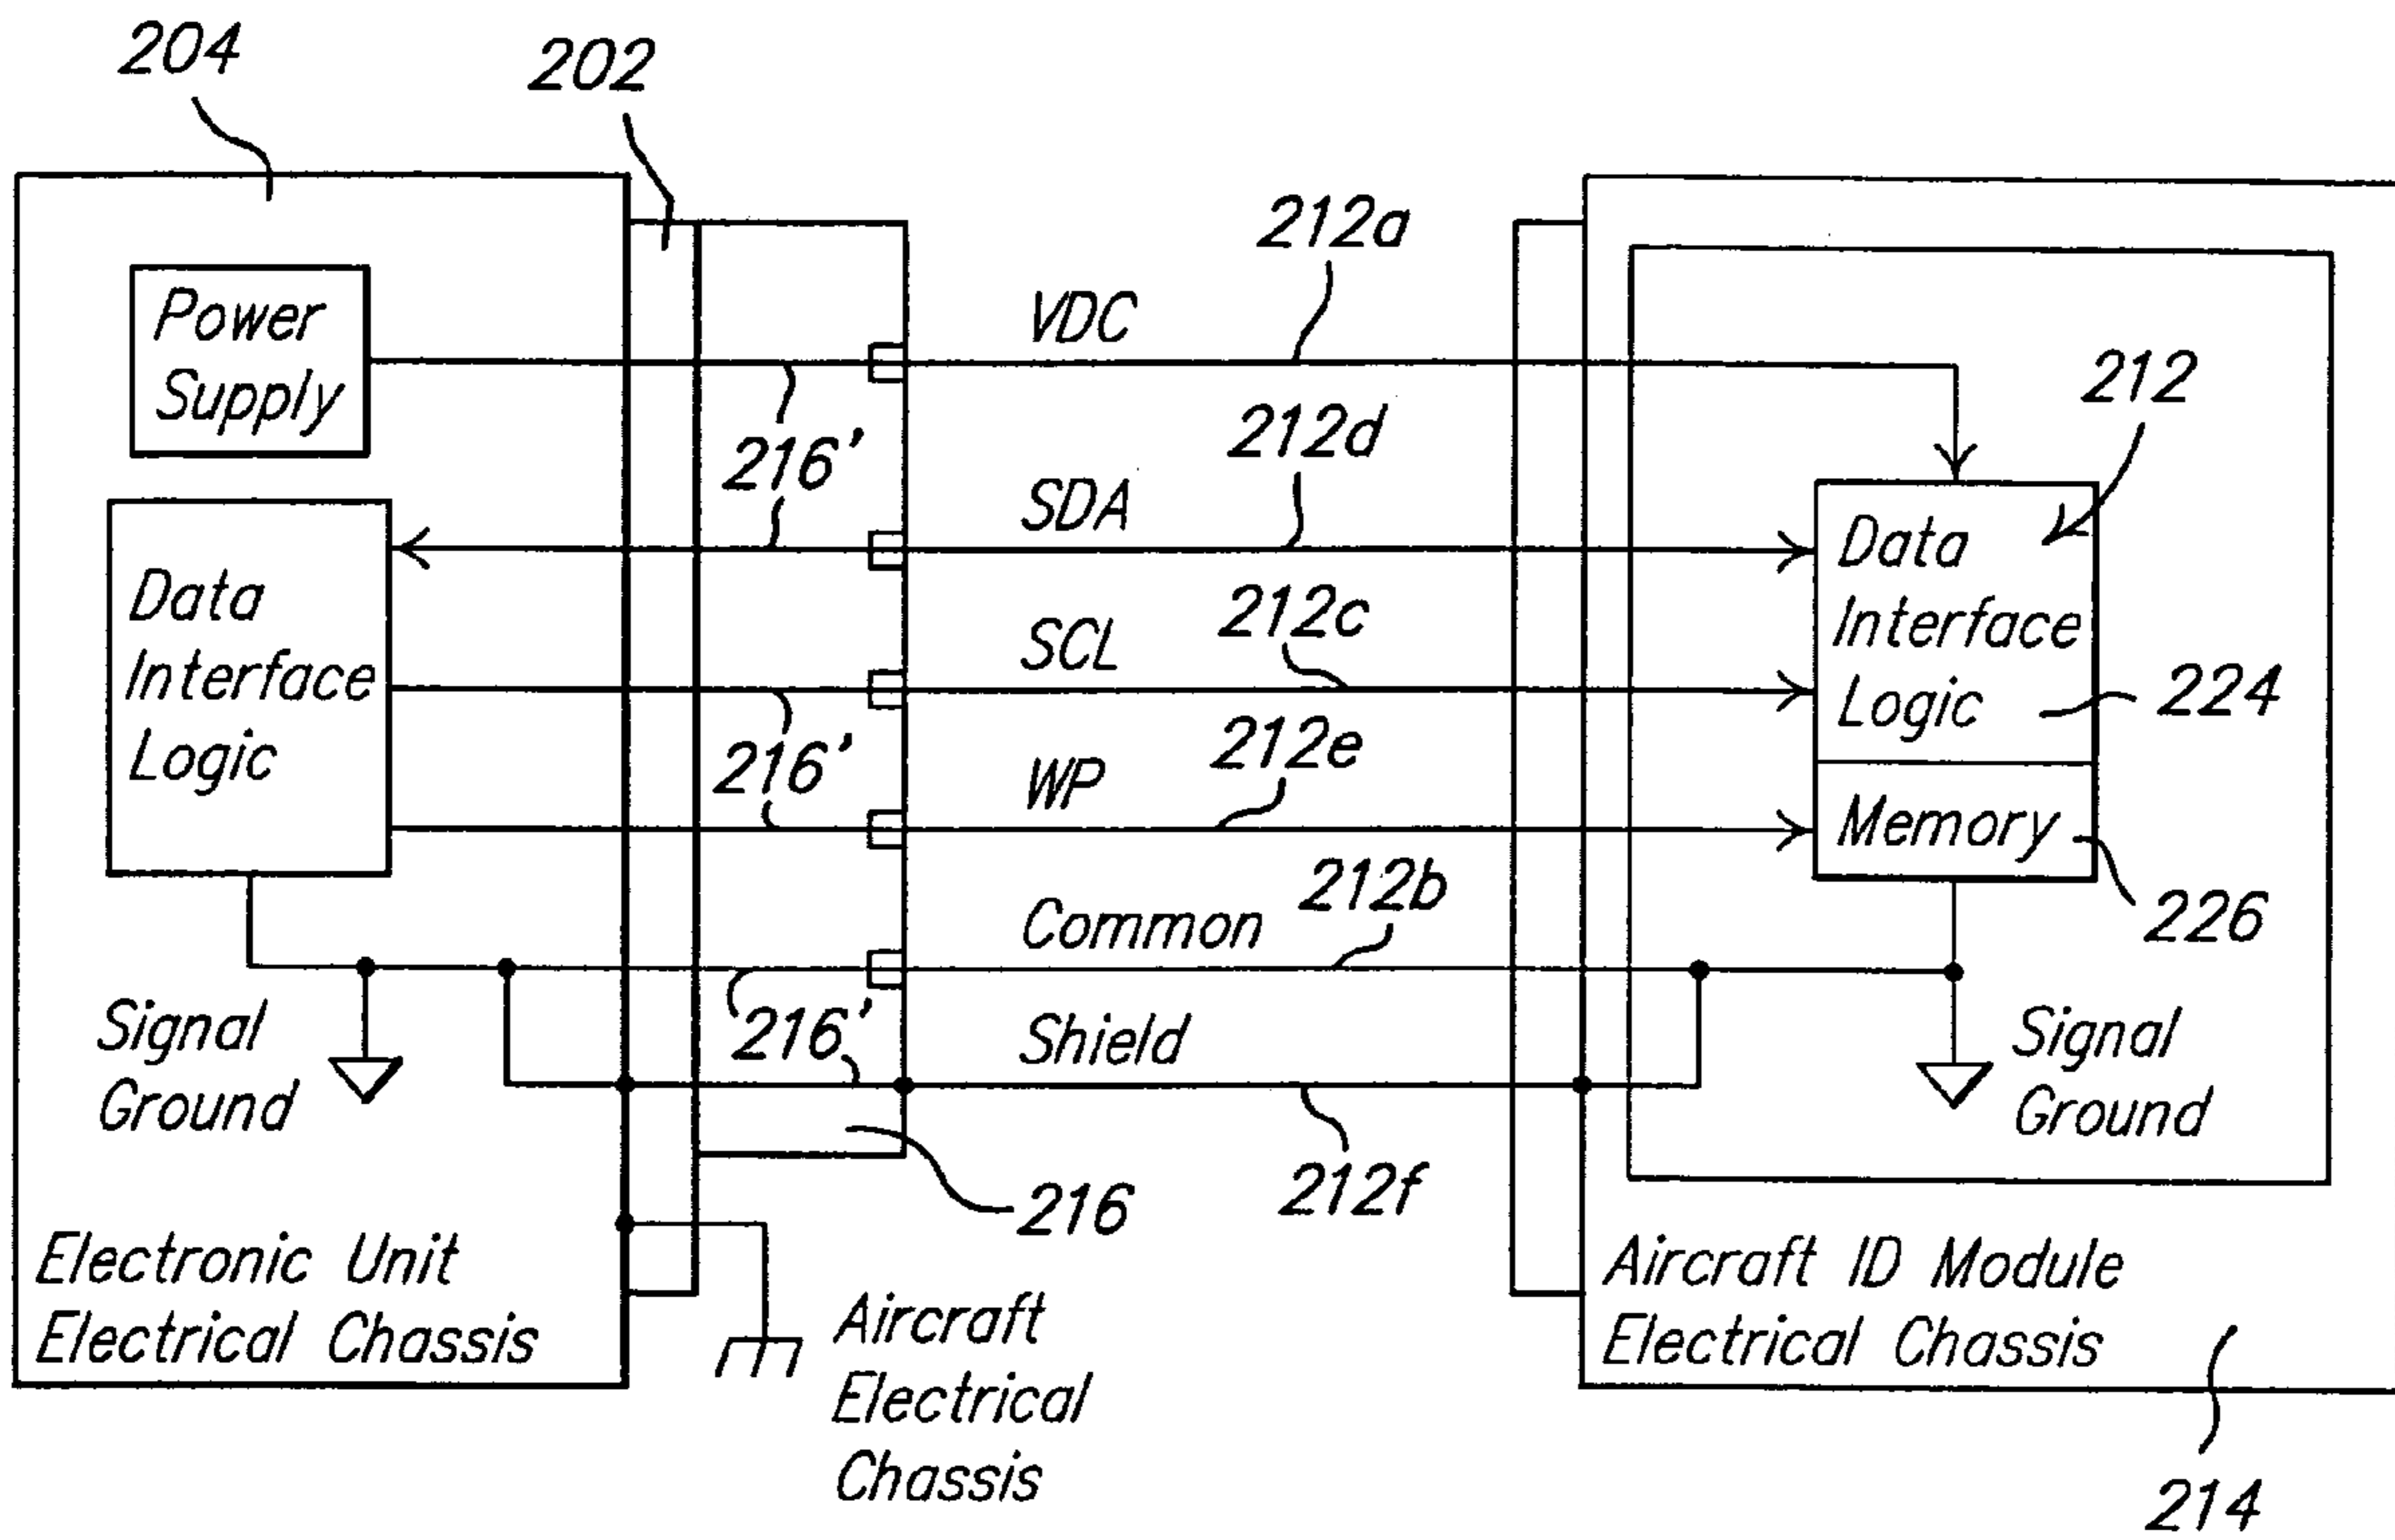 204
202
212a
Power
Supply
VDC
212
216'
212d
SDA
Data
Interface
Logic
212c
SCL
Data
Interface
Logic
224
216'
212e
WP
Memory
226
212b
Common
Signal
Ground
216'
Shield
Signal
Ground
216
212f
Electronic Unit
Electrical Chassis
Aircraft
Electrical
Chassis
Aircraft ID Module
Electrical Chassis
214